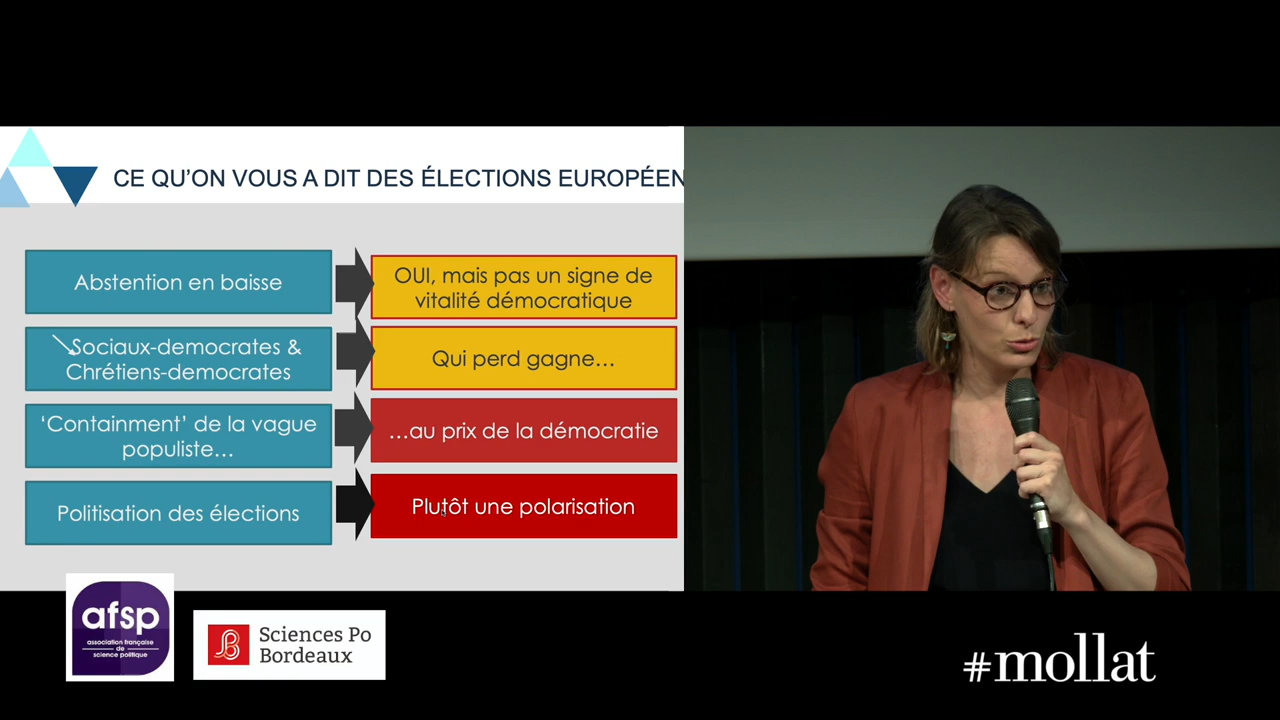 CE QU'ON VOUS A DIT DES ÉLECTIONS EUROPÉEN
Abstention en baisse
OUI, mais pas un signe de
vitalité démocratique
Sociaux-democrates &
Chrétiens-democrates
Qui perd gagne…
'Containment' de la vague
populiste…
…au prix de la démocratie
Politisation des élections
Plutôt une polarisation
afsp
association française
de
science politique
Sciences Po
Bordeaux
#mollat